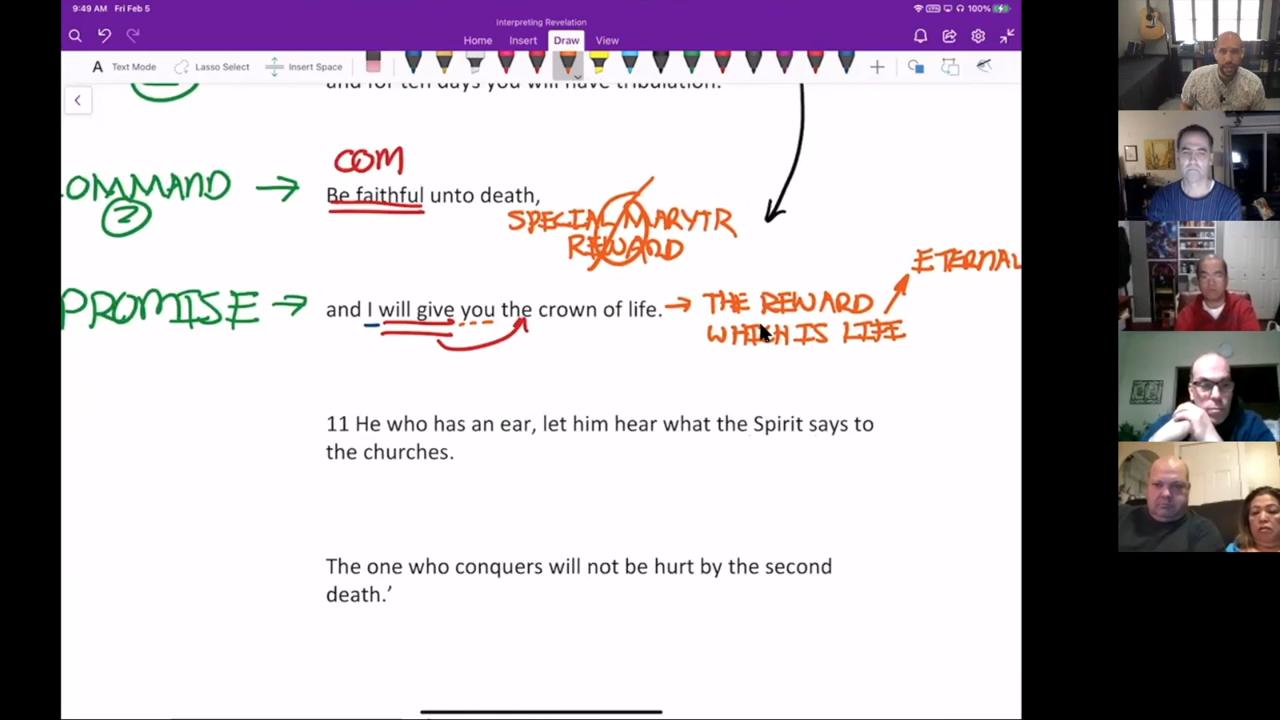 9:49 AM Fri Feb 5
100%
Interpreting Revelation
Home Insert Draw View
A Text Mode Lasso Select Insert Space
and for ten days you will have tribulation.
COM
OMMAND → Be faithful unto death,
2
SPECIAL MARYTR
REWARD
ETERNAL
PROMISE → and I will give you the crown of life. → THE REWARD
WHICH IS LIFE
11 He who has an ear, let him hear what the Spirit says to
the churches.
The one who conquers will not be hurt by the second
death.’